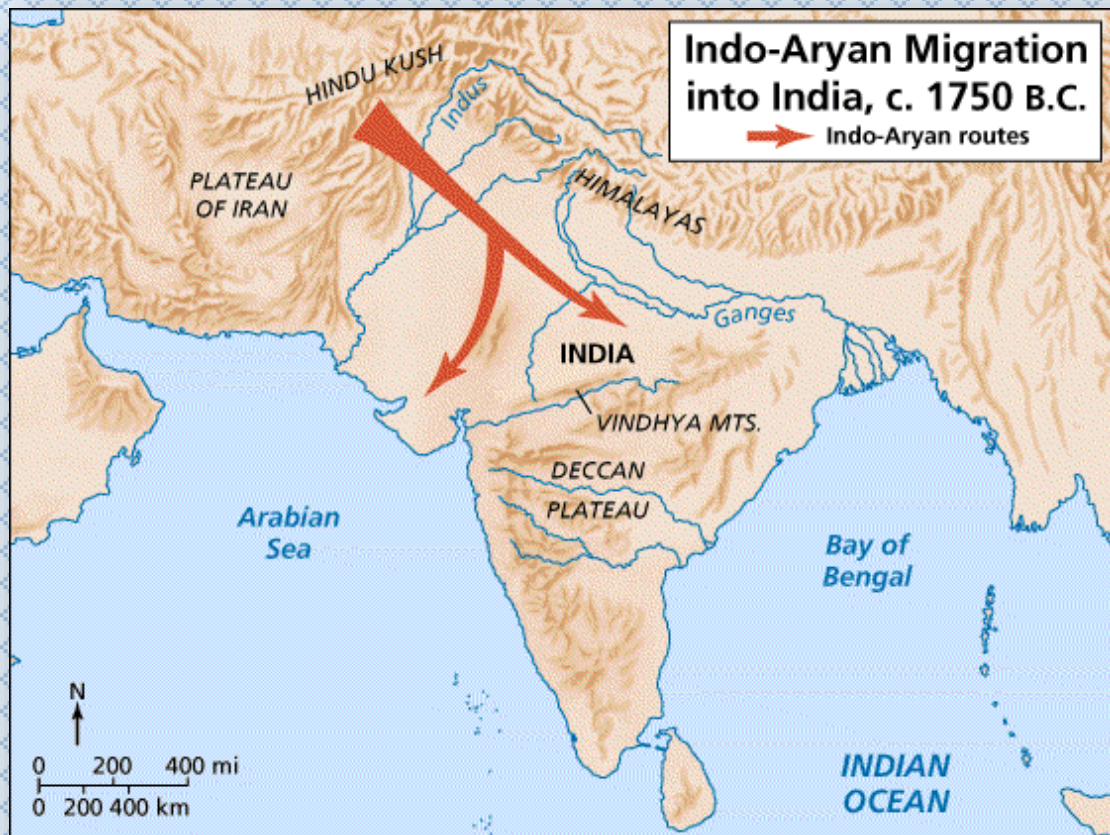 Indo-Aryan Migration
into India, c. 1750 B.C.
Indo-Aryan routes
HINDU KUSH
Indus
PLATEAU
OF IRAN
HIMALAYAS
Ganges
INDIA
VINDHYA MTS.
DECCAN
PLATEAU
Arabian
Sea
Bay of
Bengal
N
0 200 400 mi
0 200 400 km
INDIAN
OCEAN